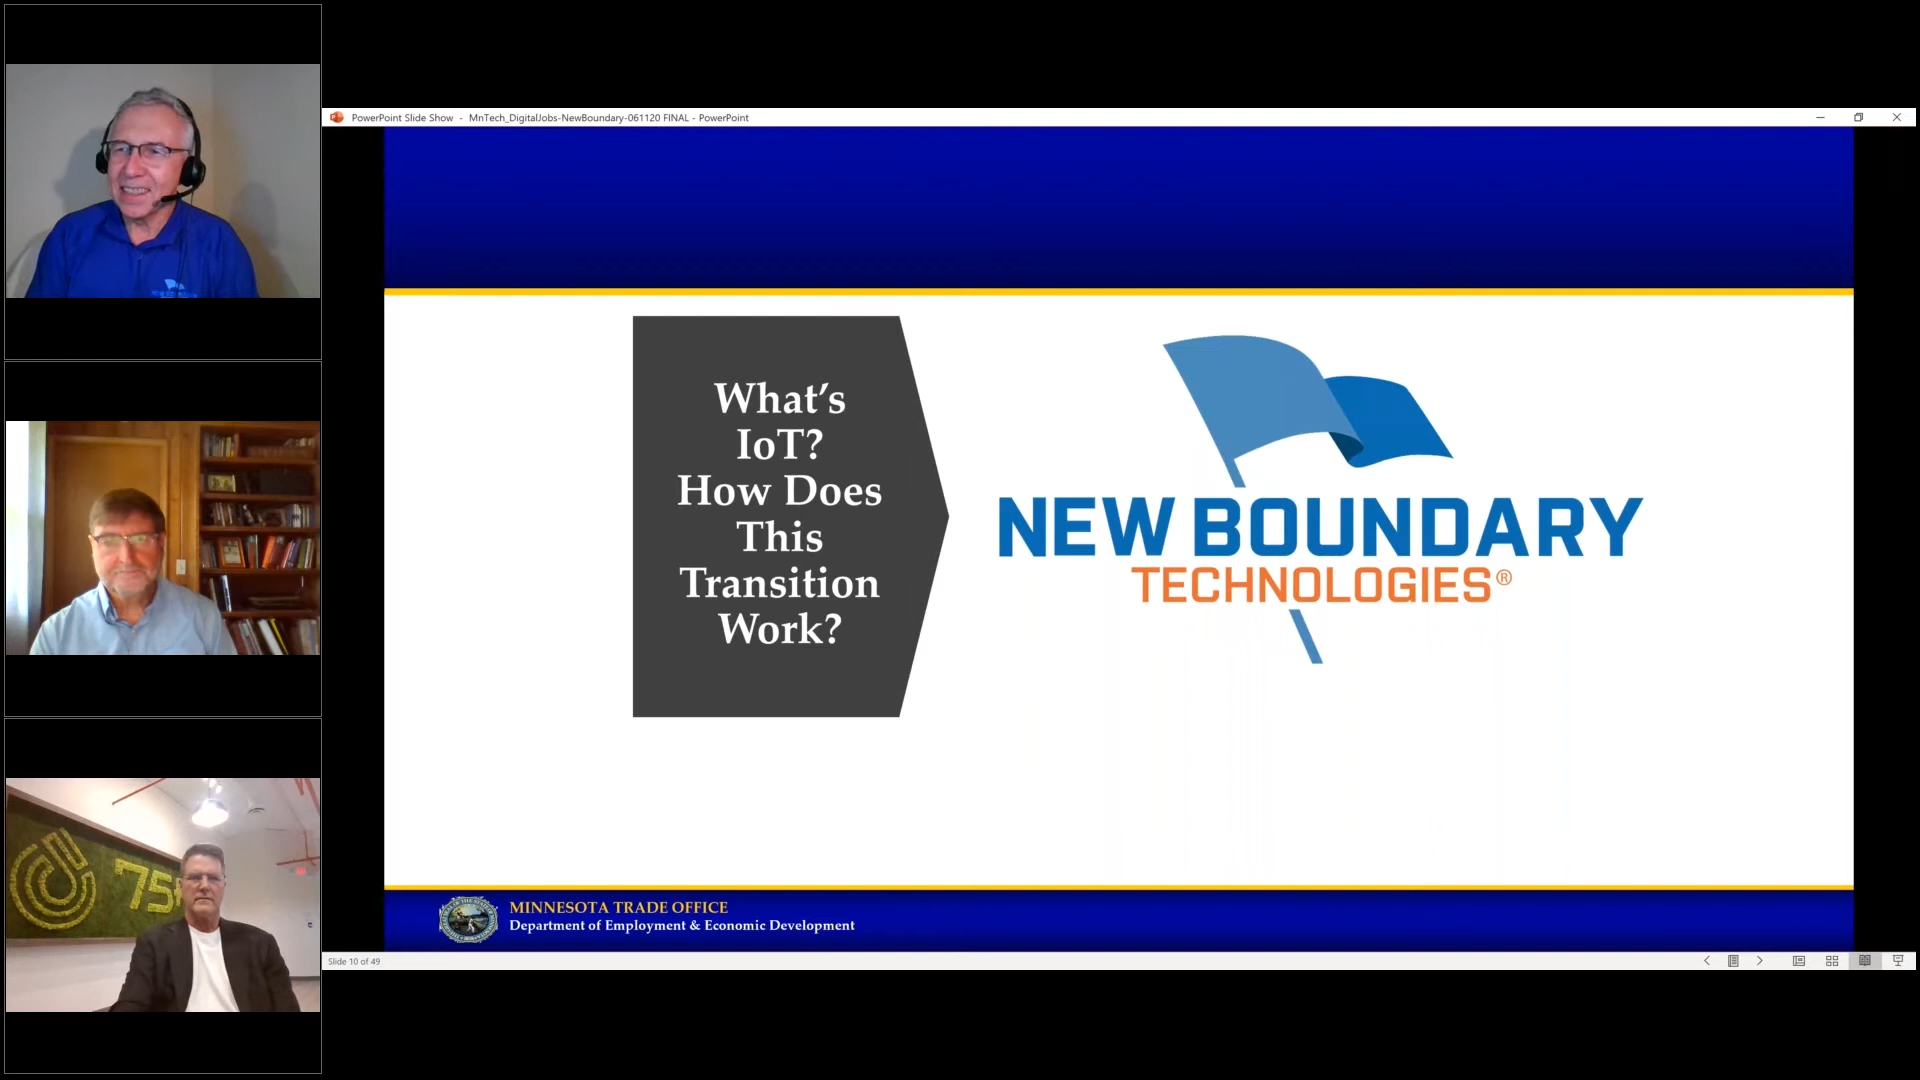 PowerPoint Slide Show - MnTech_DigitalJobs-NewBoundary-061120 FINAL - PowerPoint
What's
IoT?
How Does
This
Transition
Work?
NEW BOUNDARY
TECHNOLOGIES®
75
MINNESOTA TRADE OFFICE
Department of Employment & Economic Development
Slide 10 of 49